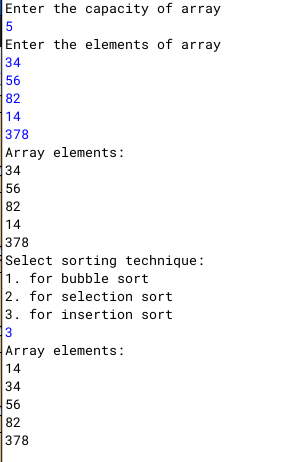 Enter the capacity of array
5
Enter the elements of array
34
56
82
14
378
Array elements:
34
56
82
14
378
Select sorting technique:
1. for bubble sort
2. for selection sort
3. for insertion sort
3
Array elements:
14
34
56
82
378